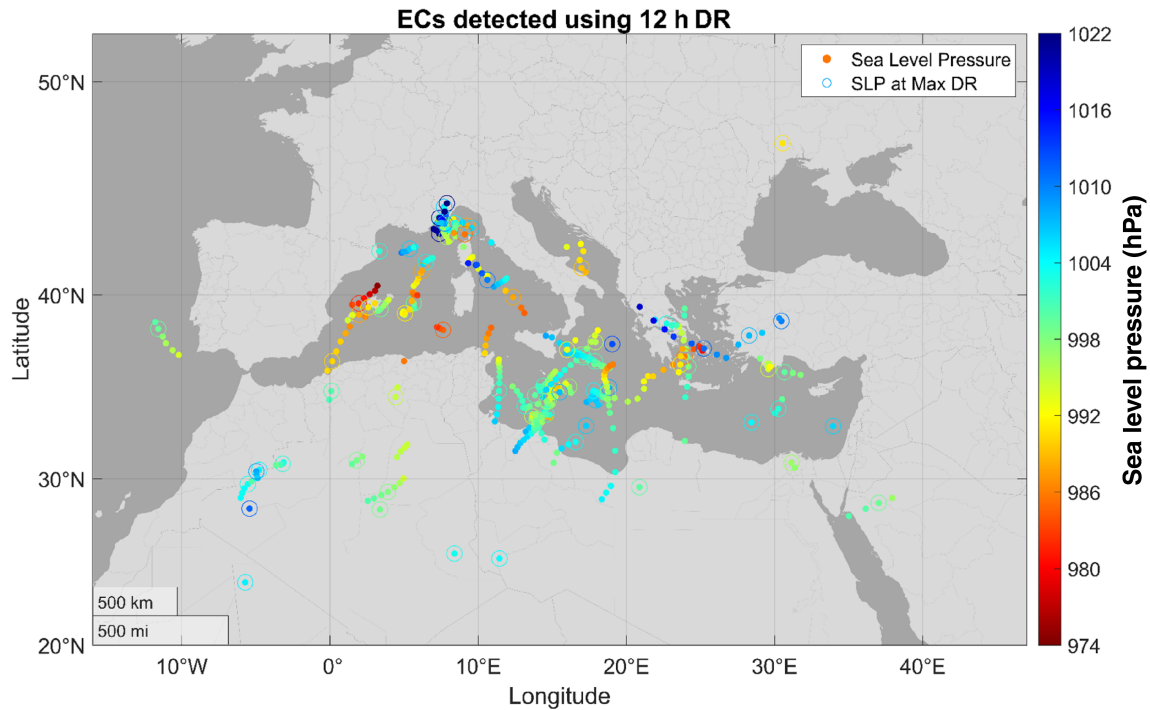 ECs detected using 12 h DR
Sea Level Pressure
SLP at Max DR
50°N
40°N
30°N
20°N
Latitude
500 km
500 mi
10°W
0°
10°E
20°E
30°E
40°E
Longitude
1022
1016
1010
1004
998
992
986
980
974
Sea level pressure (hPa)